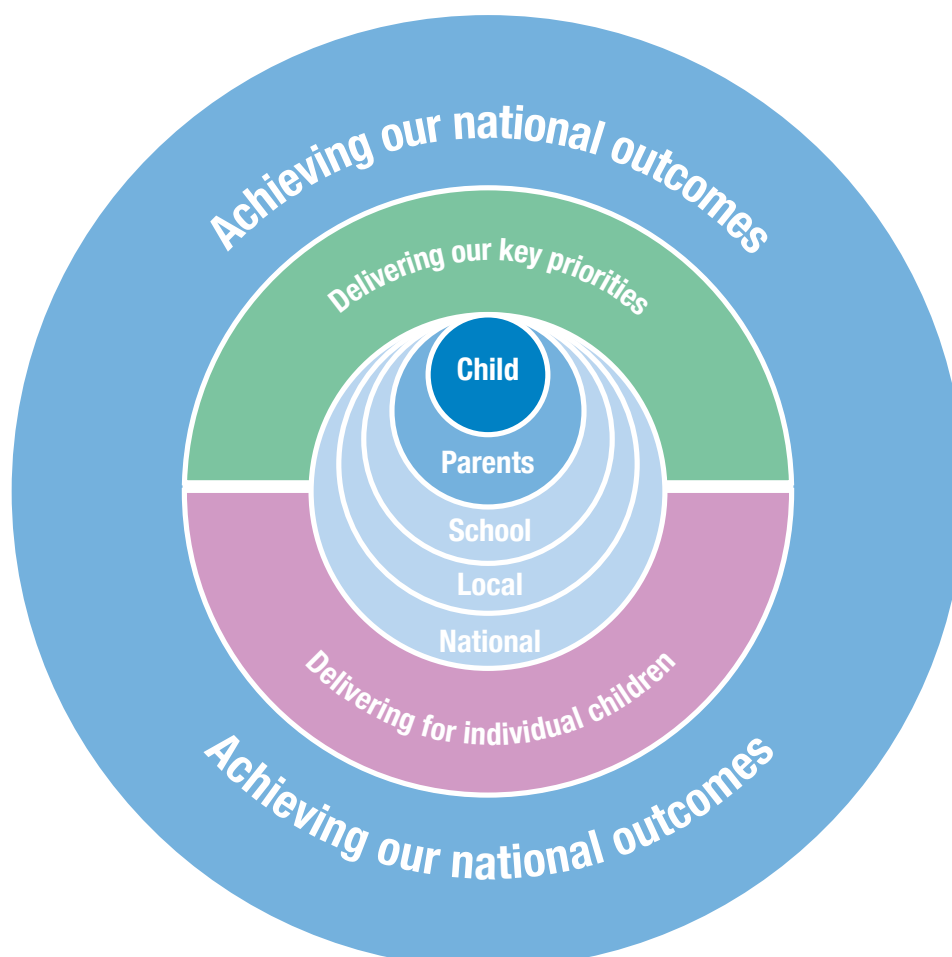 Achieving our national outcomes
Delivering our key priorities
Child
Parents
School
Local
National
Delivering for individual children
Achieving our national outcomes